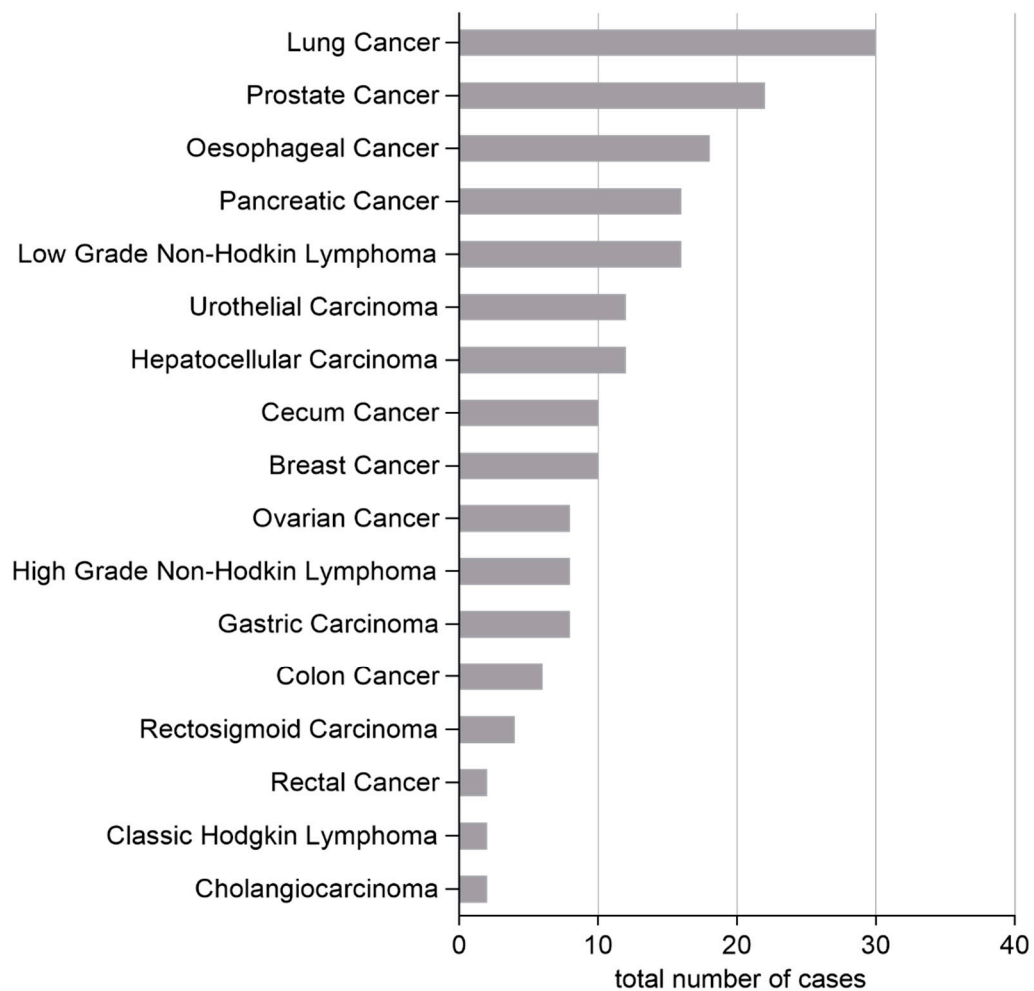 Lung Cancer
Prostate Cancer
Oesophageal Cancer
Pancreatic Cancer
Low Grade Non-Hodkin Lymphoma
Urothelial Carcinoma
Hepatocellular Carcinoma
Cecum Cancer
Breast Cancer
Ovarian Cancer
High Grade Non-Hodkin Lymphoma
Gastric Carcinoma
Colon Cancer
Rectosigmoid Carcinoma
Rectal Cancer
Classic Hodgkin Lymphoma
Cholangiocarcinoma
0 10 20 30 40
total number of cases